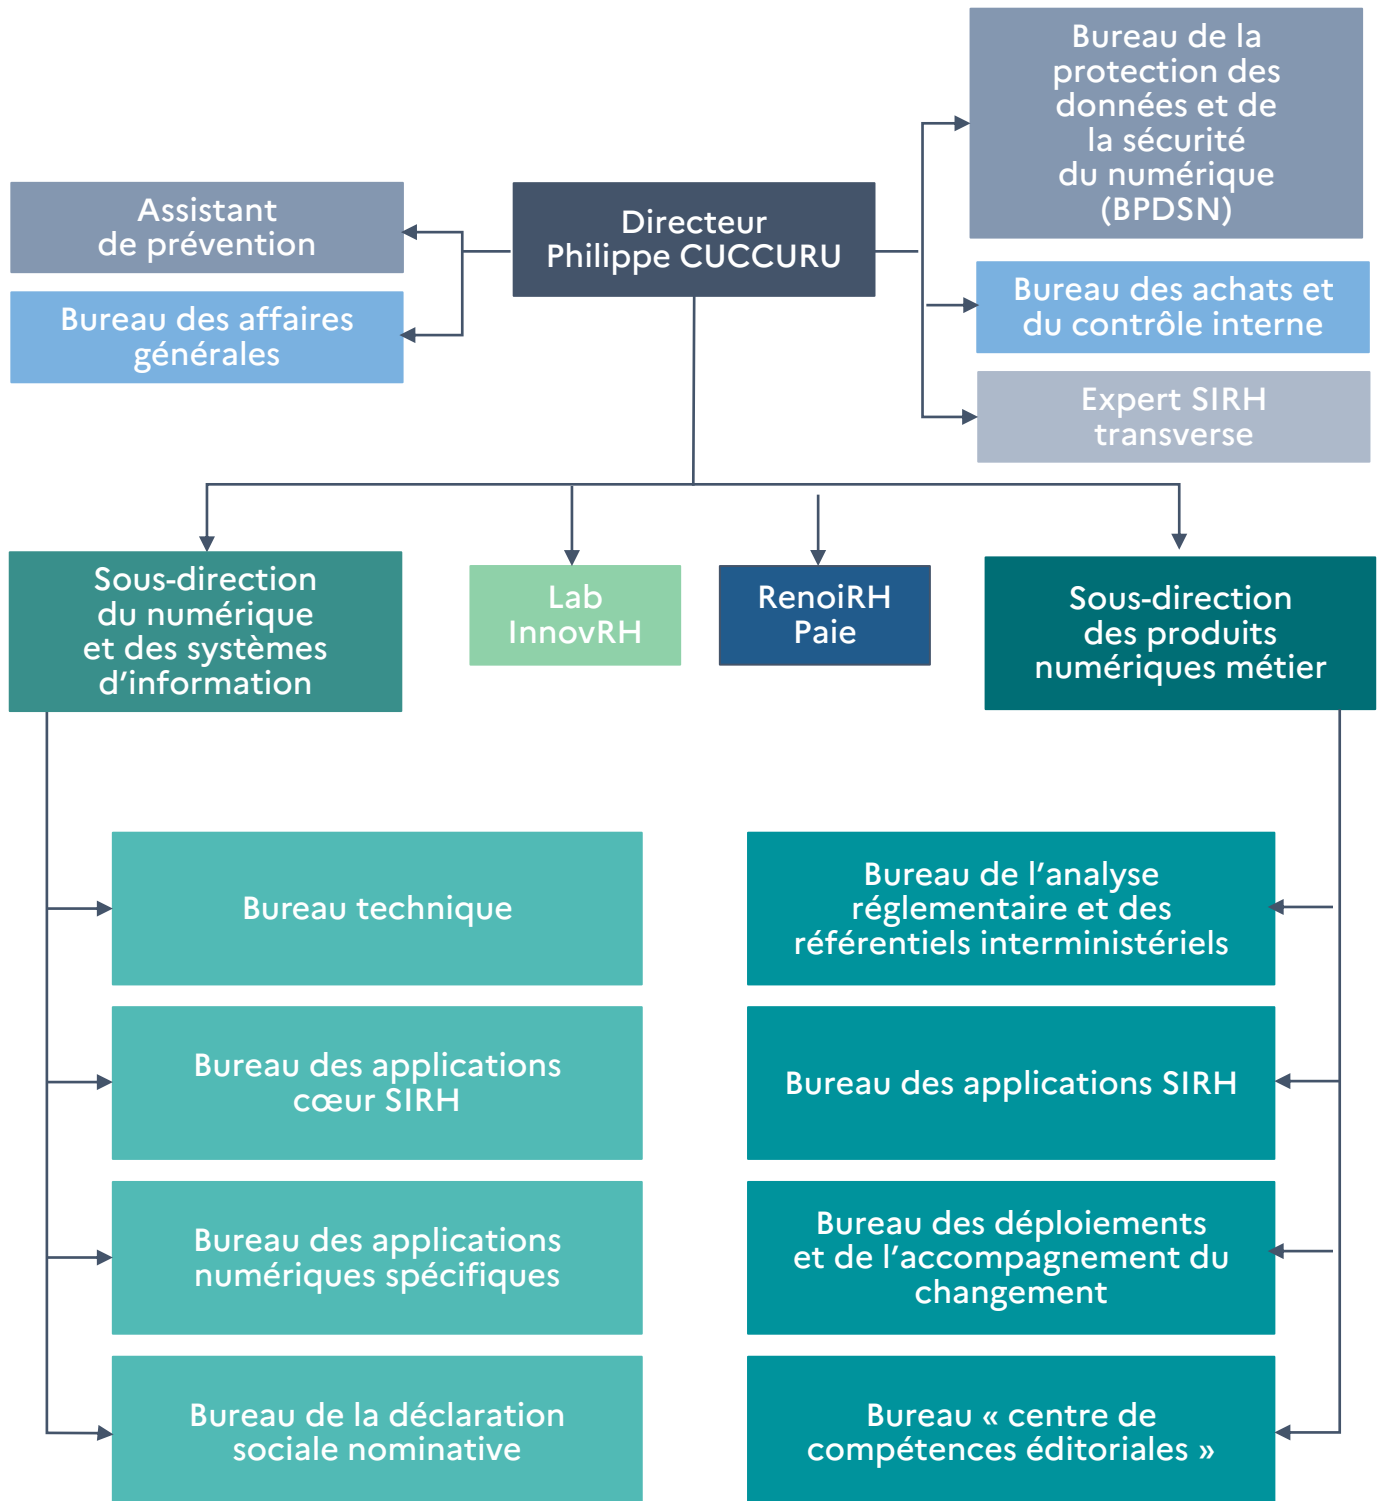 Bureau de la
protection des
données et de
la sécurité
du numérique
(BPDSN)
Assistant
de prévention
Directeur
Philippe CUCCURU
Bureau des affaires
générales
Bureau des achats et
du contrôle interne
Expert SIRH
transverse
Sous-direction
du numérique
et des systèmes
d’information
Lab
InnovRH
RenoiRH
Paie
Sous-direction
des produits
numériques métier
Bureau technique
Bureau des applications
cœur SIRH
Bureau des applications
numériques spécifiques
Bureau de la déclaration
sociale nominative
Bureau de l’analyse
réglementaire et des
référentiels interministériels
Bureau des applications SIRH
Bureau des déploiements
et de l’accompagnement du
changement
Bureau « centre de
compétences éditoriales »